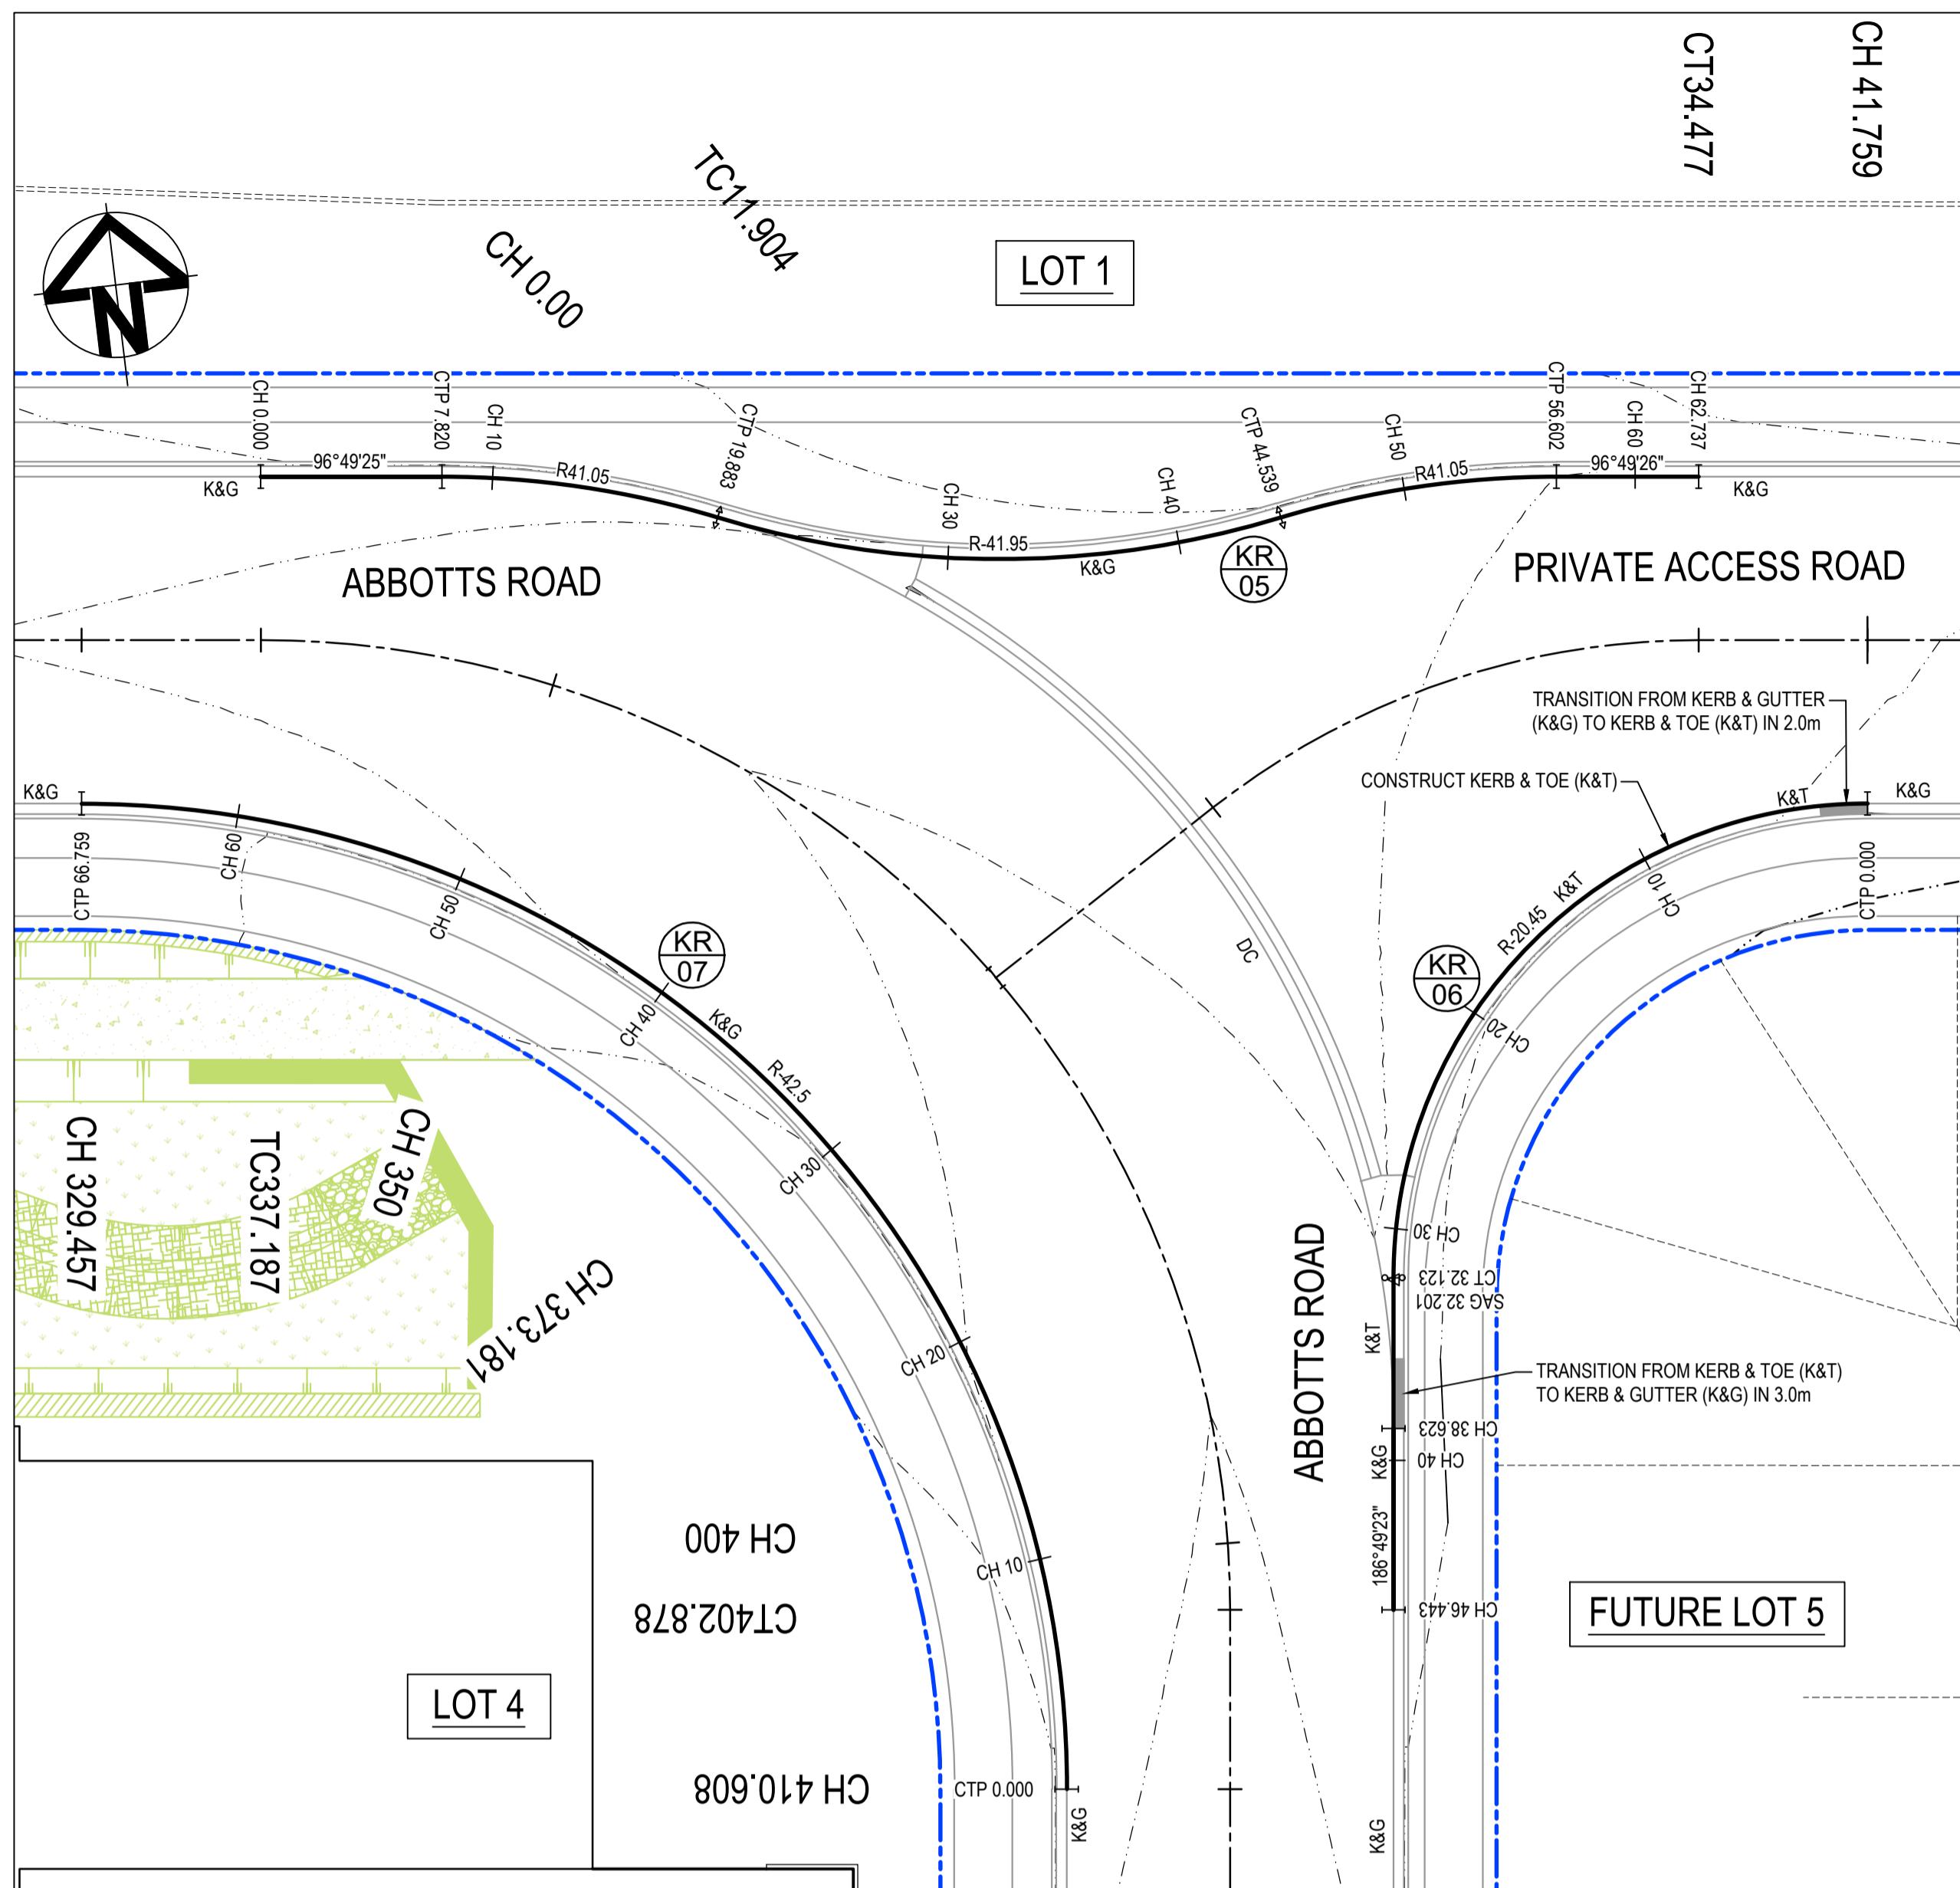 CT34.477
CH 41.759
TC11.904
CH 0.00
LOT 1
N
CH 0.000
CTP 7.820
CH 10
CTP 19.883
CH 30
CH 40
CTP 44.539
CH 50
CTP 56.602
CH 60
CH 62.737
96°49'25"
R41.05
R-41.95
R41.05
96°49'26"
K&G
K&G
K&G
KR
05
ABBOTTS ROAD
PRIVATE ACCESS ROAD
TRANSITION FROM KERB & GUTTER
(K&G) TO KERB & TOE (K&T) IN 2.0m
CONSTRUCT KERB & TOE (K&T)
K&T
K&G
K&G
CTP 66.759
CH 60
CH 50
KR
07
CH 40
K&G
R-42.5
CH 30
CH 20
CH 10
CTP 0.000
K&G
DC
KR
06
R-20.45
K&T
CTP 0.000
CH 10
CH 20
CH 30
CT 32.123
SAG 32.201
K&T
TRANSITION FROM KERB & TOE (K&T)
TO KERB & GUTTER (K&G) IN 3.0m
CH 38.623
CH 40
K&G
186°49'23"
CH 46.443
K&G
ABBOTTS ROAD
CH 329.457
TC337.187
CH 350
CH 373.181
CH 400
CT402.878
CH 410.608
LOT 4
FUTURE LOT 5